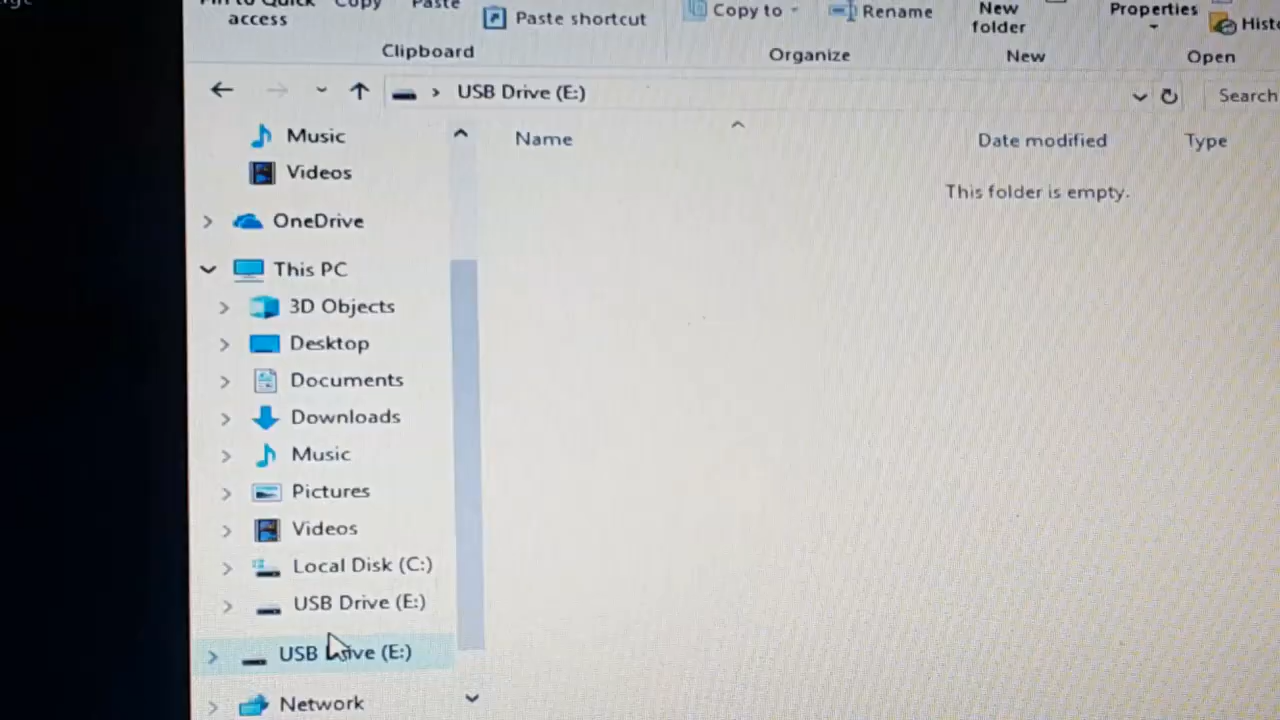 Pin to Quick
access
Copy
Paste
Paste shortcut
Clipboard
Copy to
Rename
Organize
New
folder
New
Properties
Open
USB Drive (E:)
Search
Name
Date modified
Type
This folder is empty.
Music
Videos
OneDrive
This PC
3D Objects
Desktop
Documents
Downloads
Music
Pictures
Videos
Local Disk (C:)
USB Drive (E:)
USB Drive (E:)
Network